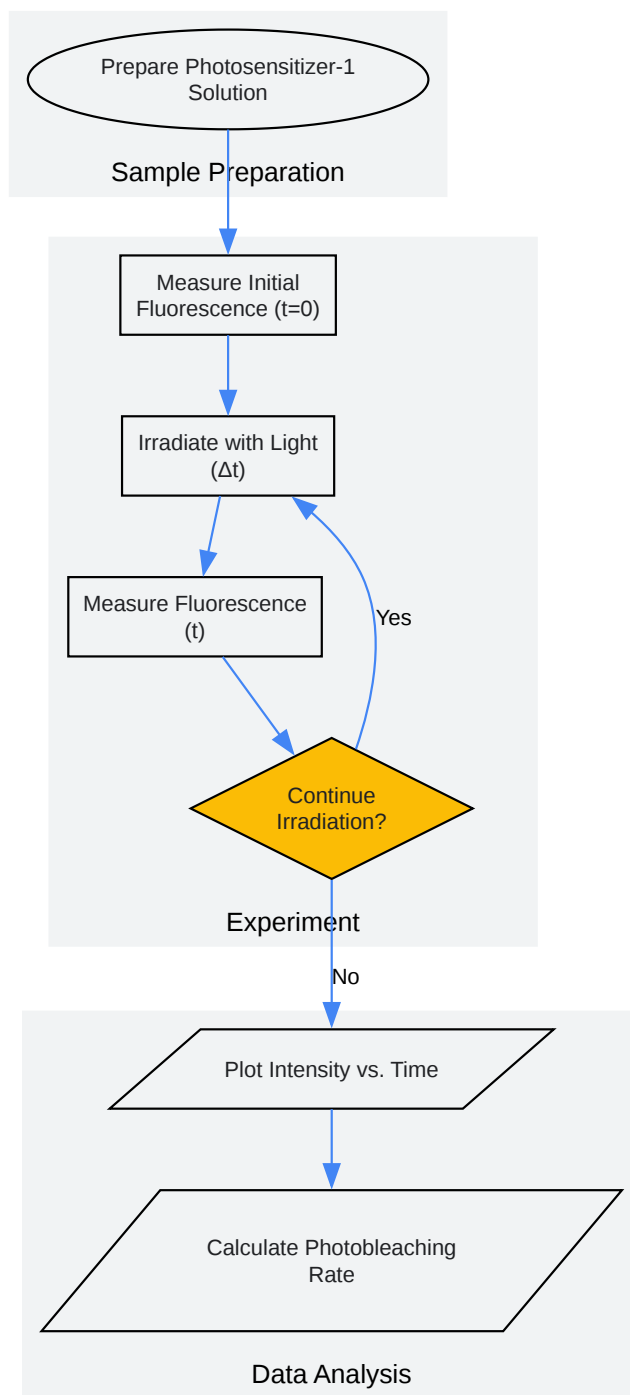 Prepare Photosensitizer-1
Solution
Sample Preparation
Measure Initial
Fluorescence (t=0)
Irradiate with Light
(Δt)
Measure Fluorescence
(t)
Yes
Continue
Irradiation?
Experiment
No
Plot Intensity vs. Time
Calculate Photobleaching
Rate
Data Analysis